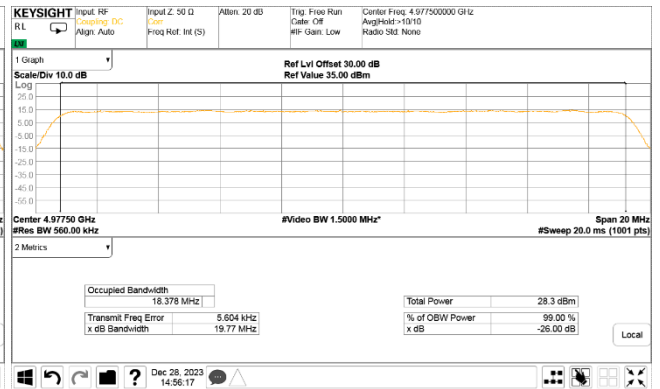 KEYSIGHT Input: RF Input Z: 50 Ω Atten: 20 dB Trig: Free Run Center Freq: 4.977500000 GHz
RL Coupling: DC Corr Gate: Off Avg|Hold:>10/10
Align: Auto Freq Ref: Int (S) #IF Gain: Low Radio Std: None
LXI
1 Graph
Ref Lvl Offset 30.00 dB
Scale/Div 10.0 dB Ref Value 35.00 dBm
Log
25.0
15.0
5.00
-5.00
-15.0
-25.0
-35.0
-45.0
-55.0
Center 4.97750 GHz #Video BW 1.5000 MHz* Span 20 MHz
#Res BW 560.00 kHz #Sweep 20.0 ms (1001 pts)
2 Metrics
Occupied Bandwidth
18.378 MHz Total Power 28.3 dBm
Transmit Freq Error 5.604 kHz % of OBW Power 99.00 %
x dB Bandwidth 19.77 MHz x dB -26.00 dB
Local
Dec 28, 2023
14:56:17